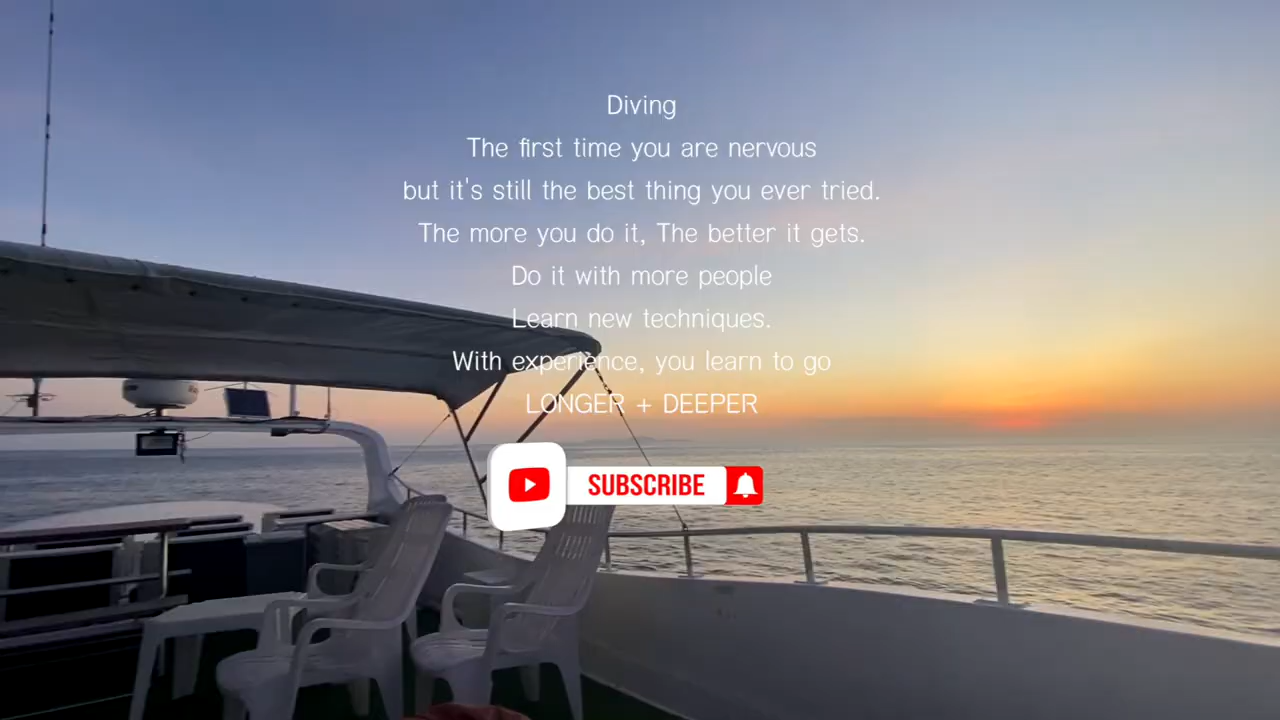 Diving
The first time you are nervous
but it's still the best thing you ever tried.
The more you do it, The better it gets.
Do it with more people
Learn new techniques.
With experience, you learn to go
LONGER + DEEPER
SUBSCRIBE